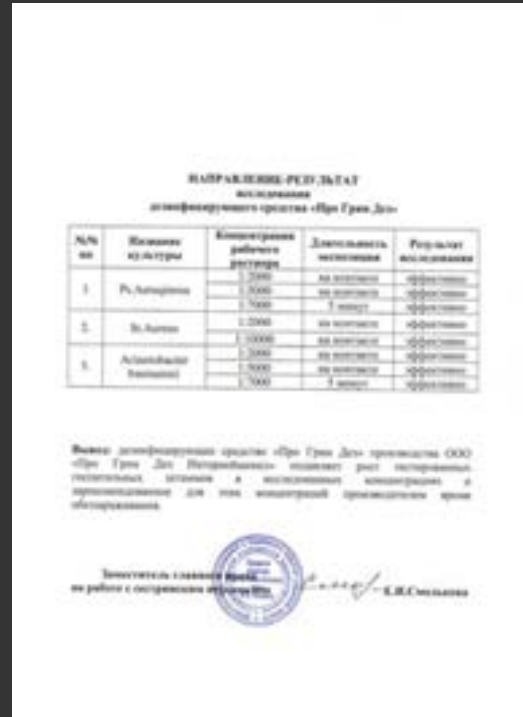 НАПРАВЛЕНИЕ-РЕЗУЛЬТАТ
исследования
дезинфицирующего средства «Про Грин Дез»
№№ пп
Название культуры
Концентрация рабочего раствора
Длительность экспозиции
Результат исследования
1. Ps.Aeruginosa
1:2000 на контакте эффективно
1:5000 на контакте эффективно
1:7000 5 минут эффективно
2. St.Aureus
1:2000 на контакте эффективно
1:10000 на контакте эффективно
3. Acinetobacter baumannii
1:2000 на контакте эффективно
1:5000 на контакте эффективно
1:7000 5 минут эффективно
Вывод: дезинфицирующее средство «Про Грин Дез» производства ООО
«Про Грин Дез Интернейшенл» подавляет рост тестированных
госпитальных штаммов в исследованных концентрациях и
зарекомендованное для этих концентраций производителем время
обеззараживания.
Заместитель главного врача
по работе с сестринским персоналом